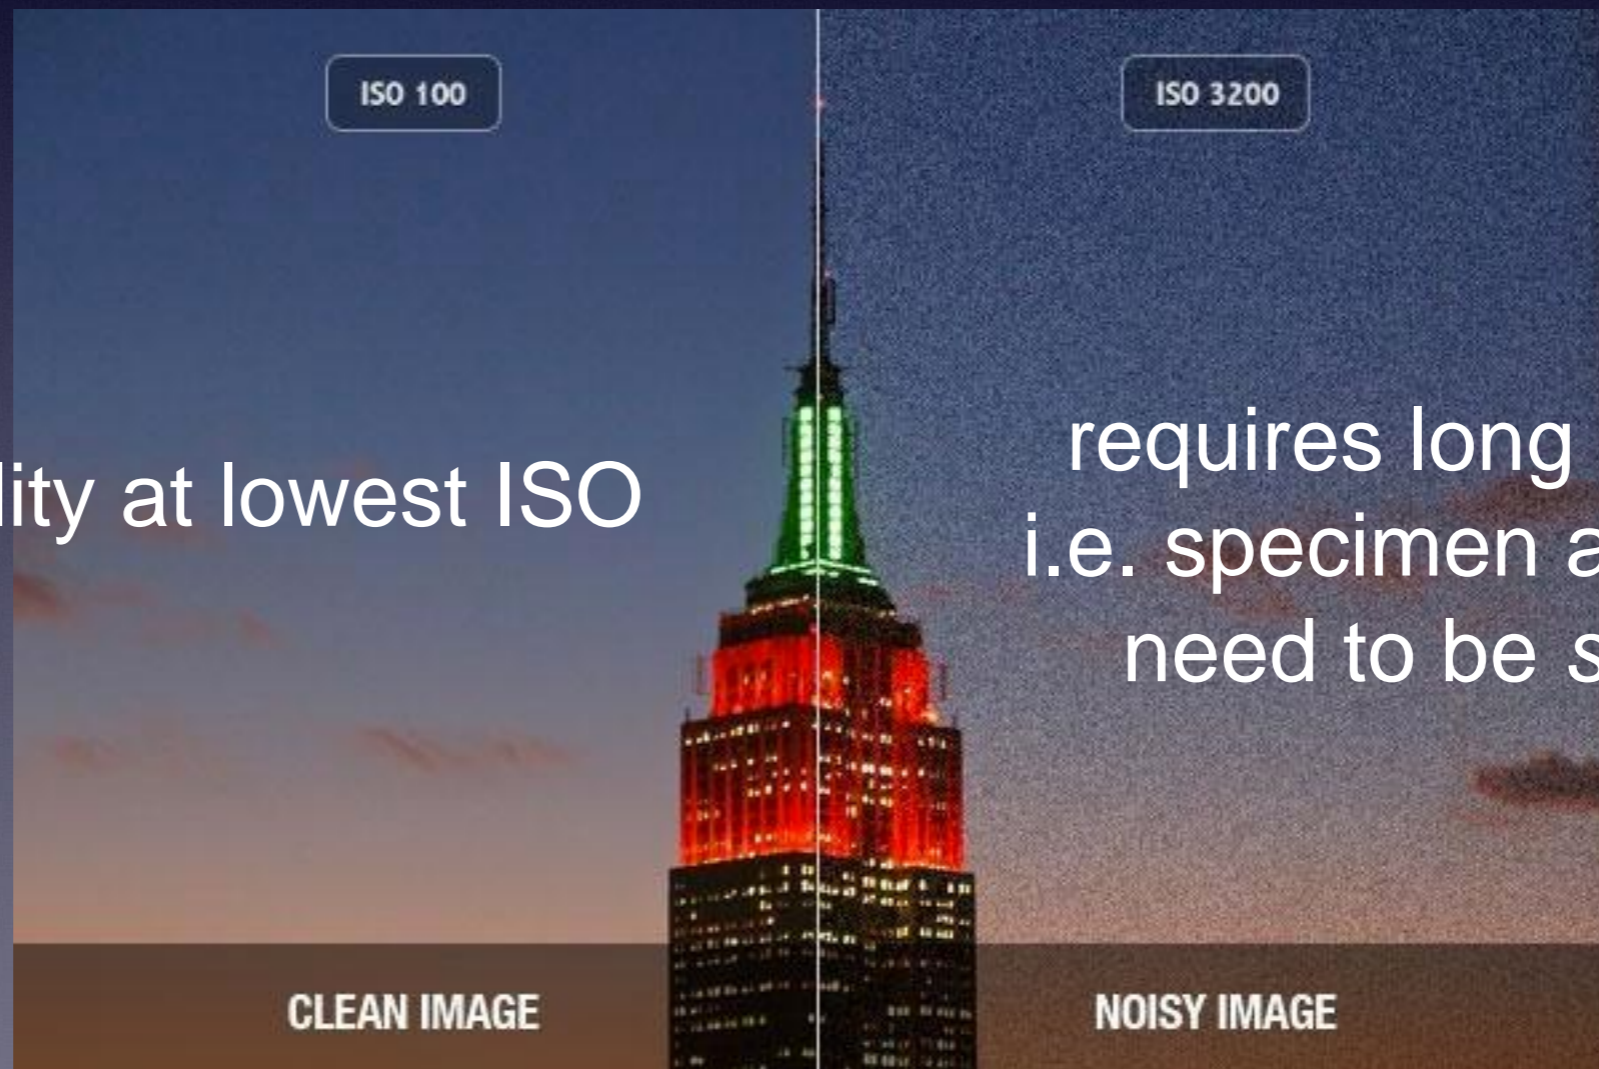 ISO 100
ISO 3200
lity at lowest ISO
requires long
i.e. specimen
need to be
CLEAN IMAGE
NOISY IMAGE